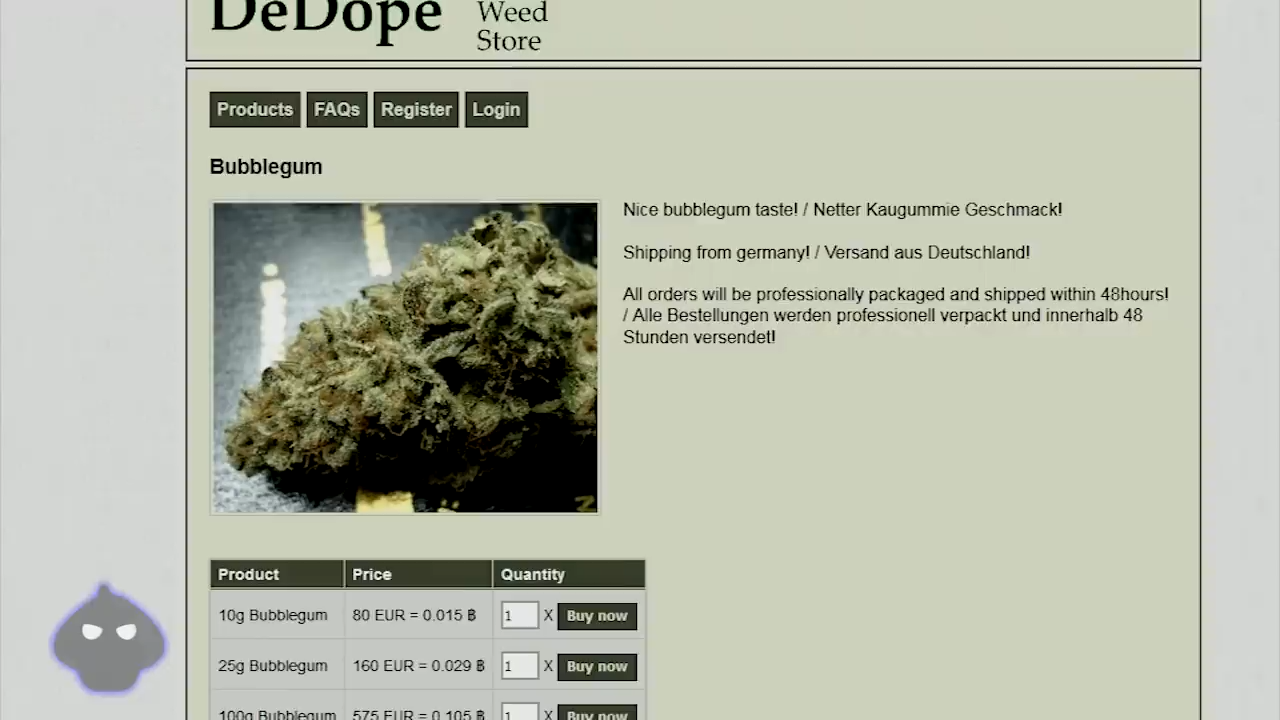 DeDope
Weed
Store
Products FAQs Register Login
Bubblegum
Nice bubblegum taste! / Netter Kaugummie Geschmack!
Shipping from germany! / Versand aus Deutschland!
All orders will be professionally packaged and shipped within 48hours!
/ Alle Bestellungen werden professionell verpackt und innerhalb 48
Stunden versendet!
Product Price Quantity
10g Bubblegum 80 EUR = 0.015 ฿ 1 X Buy now
25g Bubblegum 160 EUR = 0.029 ฿ 1 X Buy now
100g Bubblegum 575 EUR = 0.105 ฿ 1 X Buy now